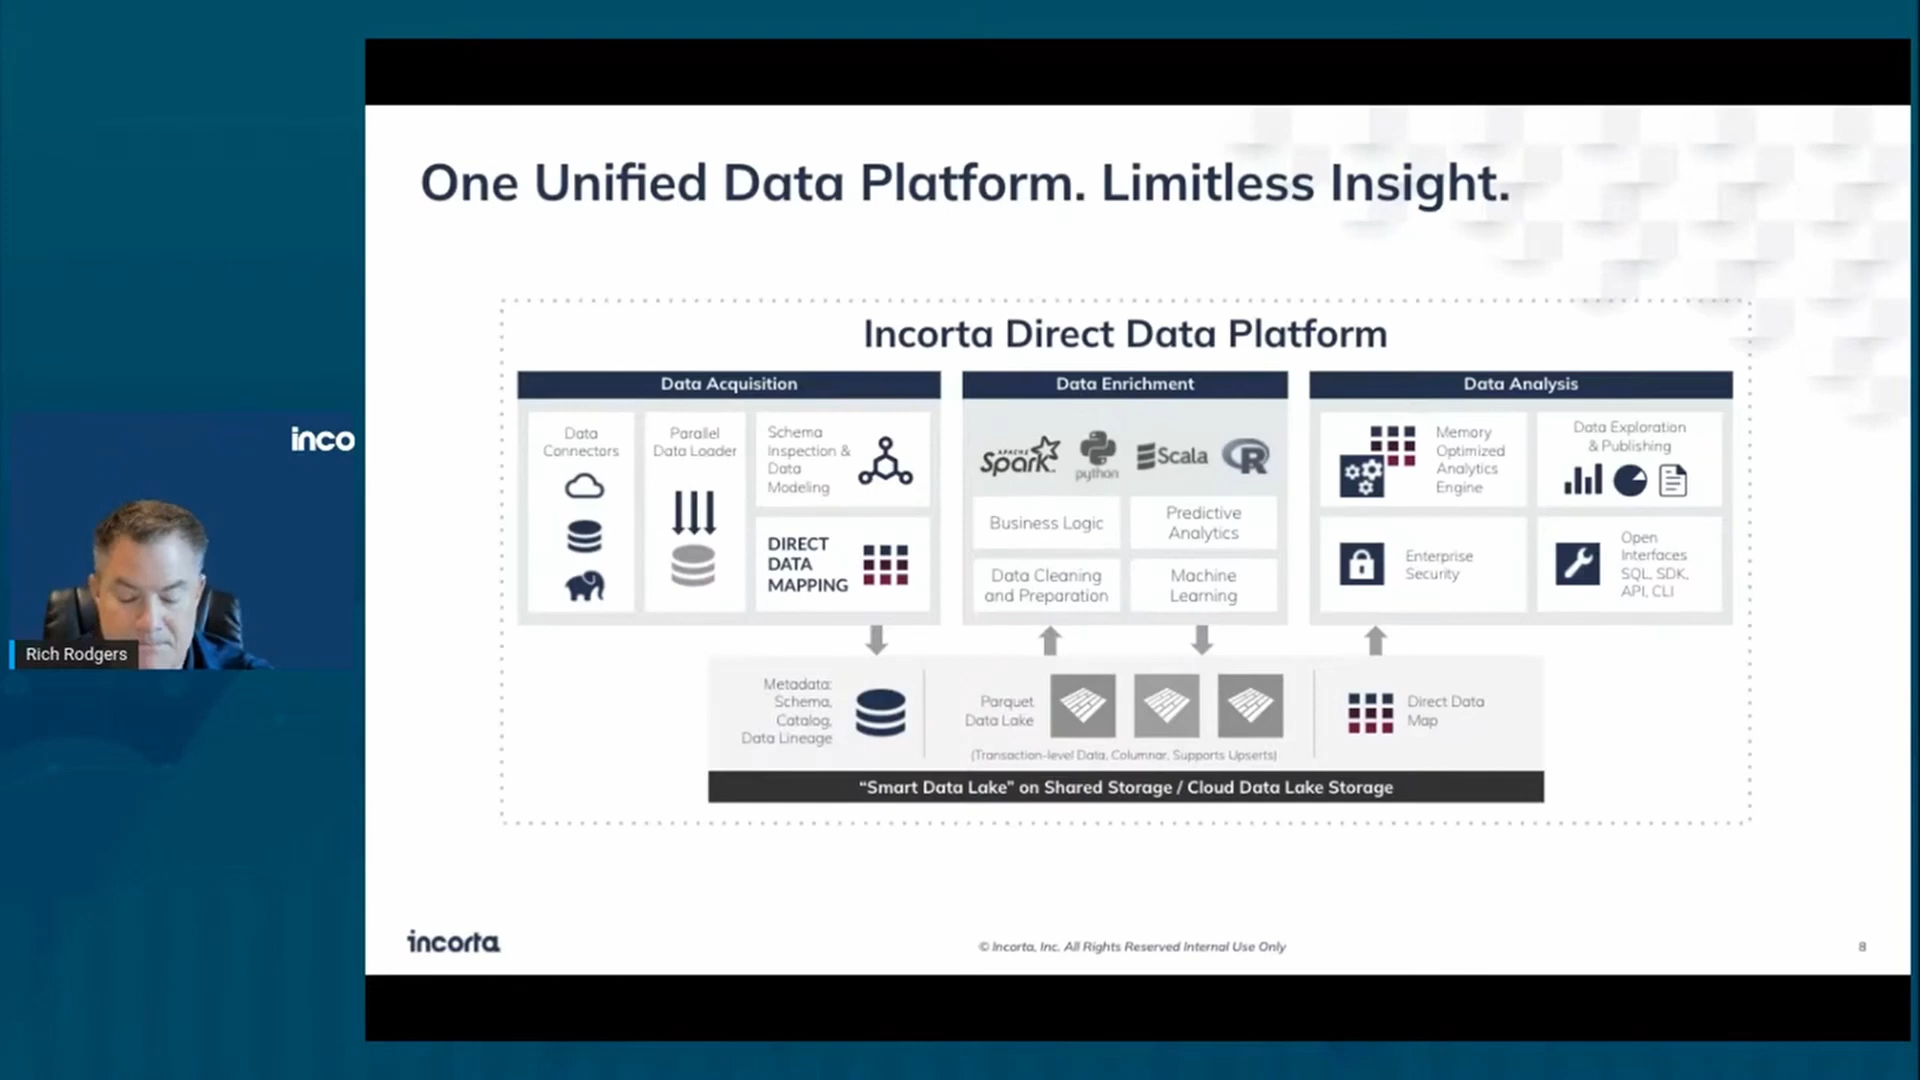 One Unified Data Platform. Limitless Insight.
Incorta Direct Data Platform
Data Acquisition
Data
Connectors
Parallel
Data Loader
Schema
Inspection &
Data
Modeling
DIRECT
DATA
MAPPING
Data Enrichment
APACHE
Spark
python
Scala
R
Business Logic
Predictive
Analytics
Data Cleaning
and Preparation
Machine
Learning
Data Analysis
Memory
Optimized
Analytics
Engine
Data Exploration
& Publishing
Enterprise
Security
Open
Interfaces
SQL, SDK,
API, CLI
Metadata:
Schema,
Catalog,
Data Lineage
Parquet
Data Lake
(Transaction-level Data, Columnar, Supports Upserts)
Direct Data
Map
“Smart Data Lake” on Shared Storage / Cloud Data Lake Storage
inco
Rich Rodgers
incorta
© Incorta, Inc. All Rights Reserved Internal Use Only
8